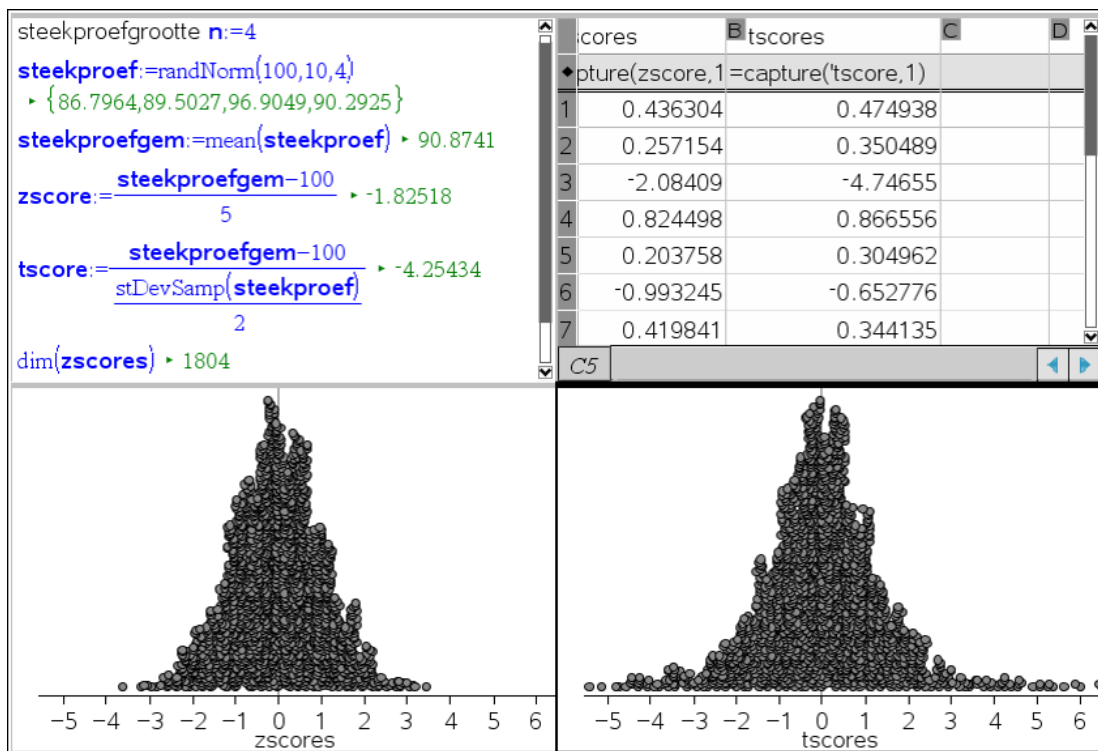 steekproefgrootte n:=4
steekproef:=randNorm(100,10,4)
▸ {86.7964,89.5027,96.9049,90.2925}
steekproefgem:=mean(steekproef) ▸ 90.8741
zscore:=
steekproefgem−100
5
▸ -1.82518
tscore:=
steekproefgem−100
stDevSamp(steekproef)
2
▸ -4.25434
dim(zscores) ▸ 1804
scores B tscores C D
◆ pture(zscore,1 =capture('tscore,1)
1 0.436304 0.474938
2 0.257154 0.350489
3 -2.08409 -4.74655
4 0.824498 0.866556
5 0.203758 0.304962
6 -0.993245 -0.652776
7 0.419841 0.344135
C5
-5 -4 -3 -2 -1 0 1 2 3 4 5 6
zscores
-5 -4 -3 -2 -1 0 1 2 3 4 5 6
tscores